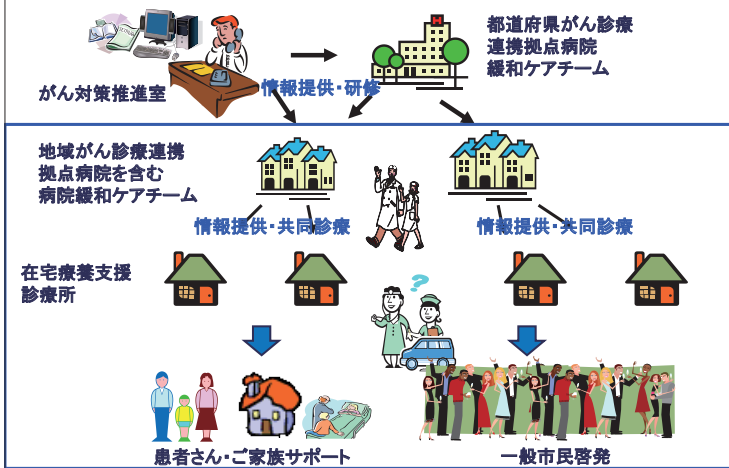 都道府県がん診療
連携拠点病院
緩和ケアチーム
がん対策推進室
情報提供・研修
地域がん診療連携
拠点病院を含む
病院緩和ケアチーム
情報提供・共同診療
情報提供・共同診療
在宅療養支援
診療所
患者さん・ご家族サポート
一般市民啓発